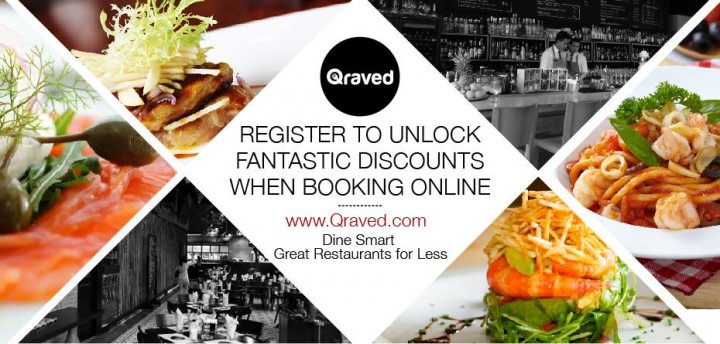 Qraved
REGISTER TO UNLOCK
FANTASTIC DISCOUNTS
WHEN BOOKING ONLINE
------------
www.Qraved.com
Dine Smart
Great Restaurants for Less